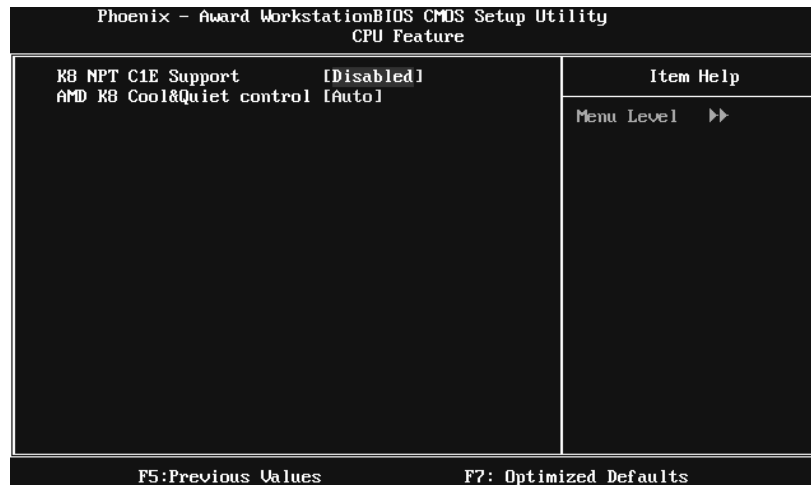 Phoenix - Award WorkstationBIOS CMOS Setup Utility
CPU Feature
K8 NPT C1E Support [Disabled]
AMD K8 Cool&Quiet control [Auto]
Item Help
Menu Level
F5:Previous Values F7: Optimized Defaults